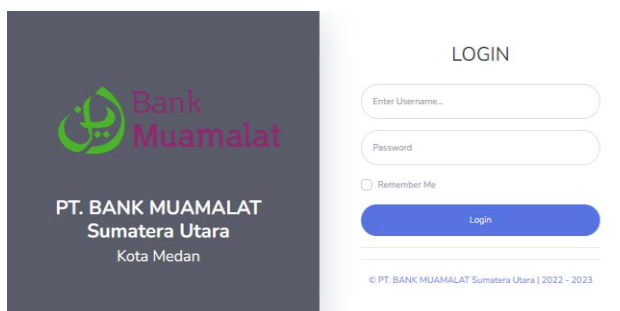 Bank
Muamalat
PT. BANK MUAMALAT
Sumatera Utara
Kota Medan
LOGIN
Enter Username...
Password
Remember Me
Login
© PT. BANK MUAMALAT Sumatera Utara | 2022 - 2023